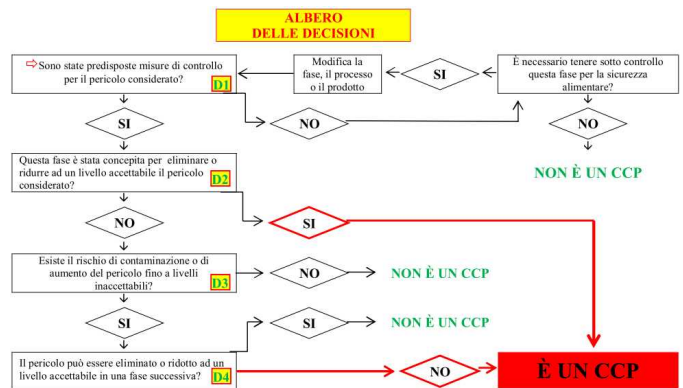 ALBERO
DELLE DECISIONI
⇨Sono state predisposte misure di controllo
per il pericolo considerato?
D1
Modifica la
fase, il processo
o il prodotto
SI
È necessario tenere sotto controllo
questa fase per la sicurezza
alimentare?
SI
NO
NO
NON È UN CCP
Questa fase è stata concepita per eliminare o
ridurre ad un livello accettabile il pericolo
considerato?
D2
NO
SI
Esiste il rischio di contaminazione o di
aumento del pericolo fino a livelli
inaccettabili?
D3
NO
NON È UN CCP
SI
SI
NON È UN CCP
Il pericolo può essere eliminato o ridotto ad un
livello accettabile in una fase successiva?
D4
NO
È UN CCP